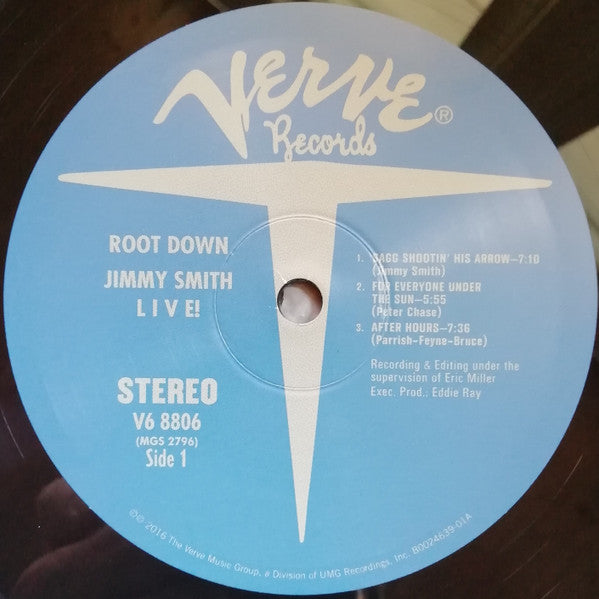 VERVE®
Records
ROOT DOWN
JIMMY SMITH
LIVE!
STEREO
V6 8806
(MGS 2796)
Side 1
1. SAGG SHOOTIN' HIS ARROW—7:10
(Jimmy Smith)
2. FOR EVERYONE UNDER
THE SUN—5:55
(Peter Chase)
3. AFTER HOURS—7:36
(Parrish-Feyne-Bruce)
Recording & Editing under the
supervision of Eric Miller
Exec. Prod.; Eddie Ray
℗© 2016 The Verve Music Group, a Division of UMG Recordings, Inc. B0024639-01A